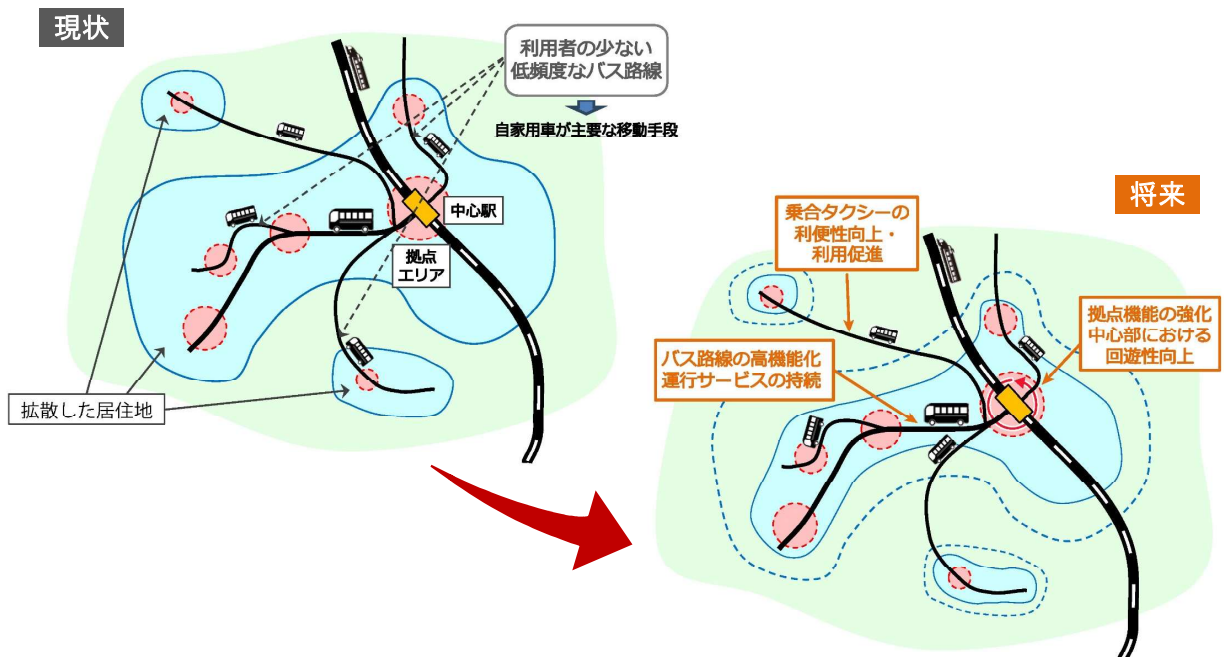 現状
利用者の少ない
低頻度なバス路線
自家用車が主要な移動手段
中心駅
拠点
エリア
拡散した居住地
将来
乗合タクシーの
利便性向上・
利用促進
拠点機能の強化
中心部における
回遊性向上
バス路線の高機能化
運行サービスの持続